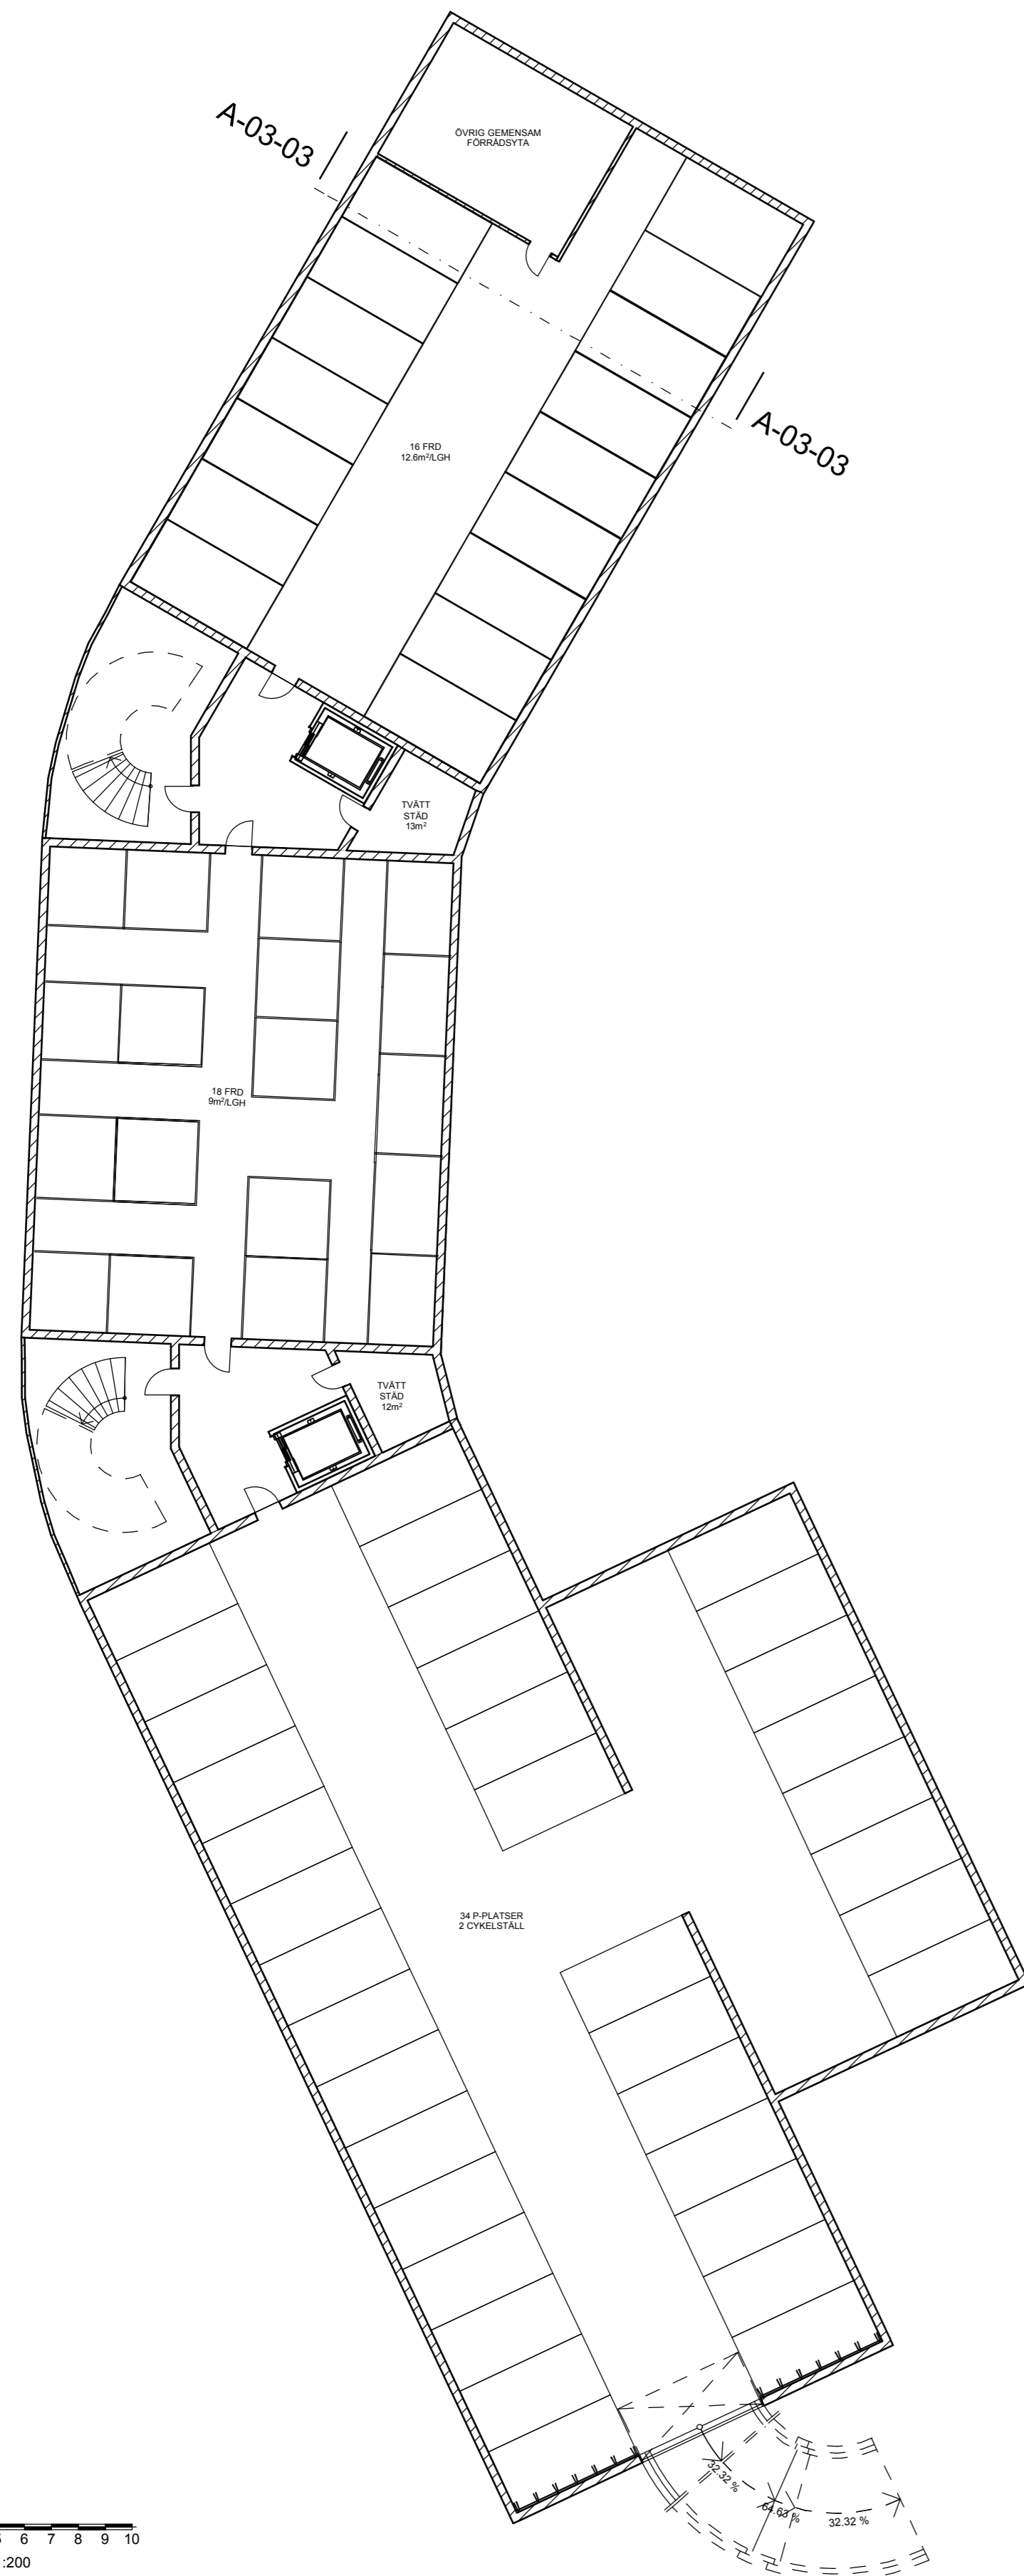 A-03-03
ÖVRIG GEMENSAM
FÖRRÅDSYTA
A-03-03
16 FRD
12.6m²/LGH
TVÄTT
STÄD
13m²
18 FRD
9m²/LGH
TVÄTT
STÄD
12m²
34 P-PLATSER
2 CYKELSTÄLL
32.32 %
64.63 %
32.32 %
6 7 8 9 10
:200